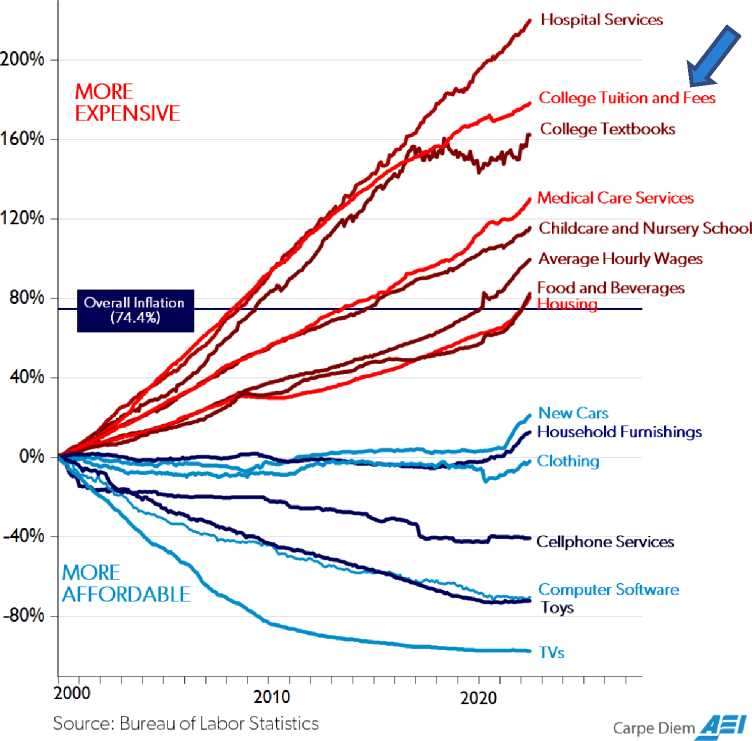 200%
160%
120%
80%
40%
0%
-40%
-80%
MORE
EXPENSIVE
Overall Inflation
(74.4%)
MORE
AFFORDABLE
Hospital Services
College Tuition and Fees
College Textbooks
Medical Care Services
Childcare and Nursery School
Average Hourly Wages
Food and Beverages
Housing
New Cars
Household Furnishings
Clothing
Cellphone Services
Computer Software
Toys
TVs
2000
2010
2020
Source: Bureau of Labor Statistics
Carpe Diem AEI